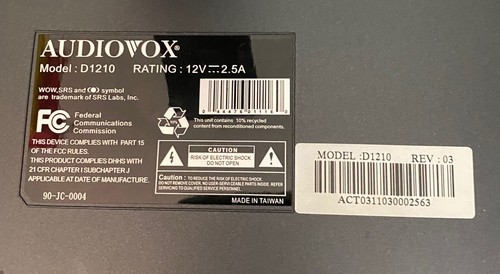 AUDIOVOX®
Model : D1210 RATING : 12V⎓2.5A
WOW,SRS and (●) symbol
are trademark of SRS Labs, Inc.
FC Federal
Communications
Commission
THIS DEVICE COMPLIES WITH PART 15
OF THE FCC RULES.
THIS PRODUCT COMPLIES DHHS WITH
21 CFR CHAPTER I SUBCHAPTER J
APPLICABLE AT DATE OF MANUFACTURE.
90-JC-0004
This unit contains 10% recycled
content from reconditioned components.
CAUTION
RISK OF ELECTRIC SHOCK
DO NOT OPEN
Caution : TO REDUCE THE RISK OF ELECTRIC SHOCK.
DO NOT REMOVE COVER. NO USER-SERVICEABLE PARTS INSIDE. REFER
SERVICING TO QUALIFIED SERVICE PERSONNEL.
MADE IN TAIWAN
MODEL :D1210 REV : 03
ACT0311030002563